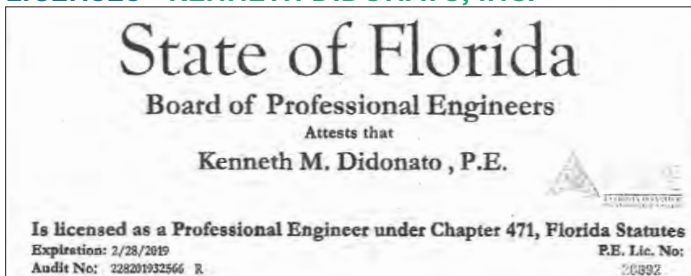 State of Florida
Board of Professional Engineers
Attests that
Kenneth M. Didonato , P.E.
Is licensed as a Professional Engineer under Chapter 471, Florida Statutes
Expiration: 2/28/2019
P.E. Lic. No:
Audit No: 228201932566 R
20892